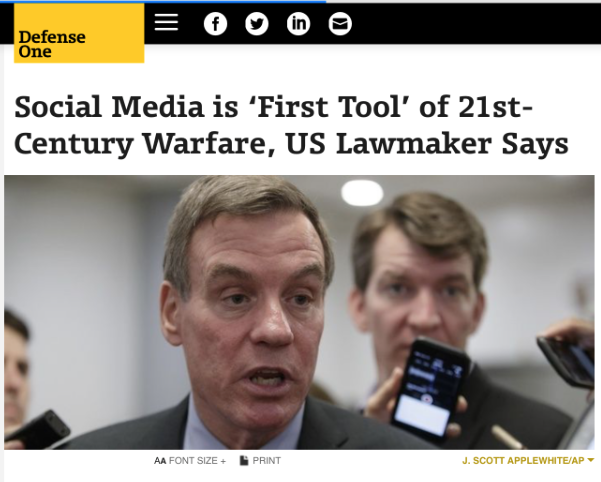 Defense
One
Social Media is ‘First Tool’ of 21st-
Century Warfare, US Lawmaker Says
AA FONT SIZE + PRINT
J. SCOTT APPLEWHITE/AP